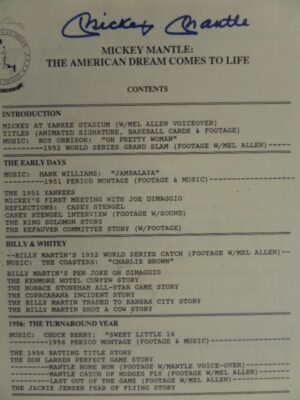 Mickey Mantle
MICKEY MANTLE:
THE AMERICAN DREAM COMES TO LIFE
CONTENTS
INTRODUCTION
MICKEY AT YANKEE STADIUM (W/MEL ALLEN VOICEOVER)
TITLES (ANIMATED SIGNATURE, BASEBALL CARDS & FOOTAGE)
MUSIC: ROY ORBISON: "OH PRETTY WOMAN"
----------1952 WORLD SERIES GRAND SLAM (FOOTAGE W/MEL ALLEN)---
THE EARLY DAYS
MUSIC: HANK WILLIAMS: "JAMBALAYA"
----------1951 PERIOD MONTAGE (FOOTAGE & MUSIC)----------
THE 1951 YANKEES
MICKEY'S FIRST MEETING WITH JOE DIMAGGIO
REFLECTIONS: CASEY STENGEL
CASEY STENGEL INTERVIEW (FOOTAGE W/SOUND)
THE KING SOLOMON STORY
THE KEFAUVER COMMITTEE STORY (W/FOOTAGE)
BILLY & WHITEY
--BILLY MARTIN'S 1952 WORLD SERIES CATCH (FOOTAGE W/MEL ALLEN)--
MUSIC: THE COASTERS: "CHARLIE BROWN"
BILLY MARTIN'S PEN JOKE ON DIMAGGIO
THE KENMORE HOTEL CURFEW STORY
THE HORACE STONEHAM ALL-STAR GAME STORY
THE COPACABANA INCIDENT STORY
THE BILLY MARTIN TRADED TO KANSAS CITY STORY
THE BILLY MARTIN SHOT A COW STORY
1956: THE TURNAROUND YEAR
MUSIC: CHUCK BERRY: "SWEET LITTLE 16
----------1956 PERIOD MONTAGE (FOOTAGE & MUSIC)----------
THE 1956 BATTING TITLE STORY
THE DON LARSEN PERFECT GAME STORY
----------MANTLE HOME RUN (FOOTAGE W/MANTLE VOICE-OVER)----------
----------MANTLE CATCH OF HODGES FLY (FOOTAGE W/MEL ALLEN)---
----------LAST OUT OF THE GAME (FOOTAGE W/MEL ALLEN)----------
THE JACKIE JENSEN FEAR OF FLYING STORY